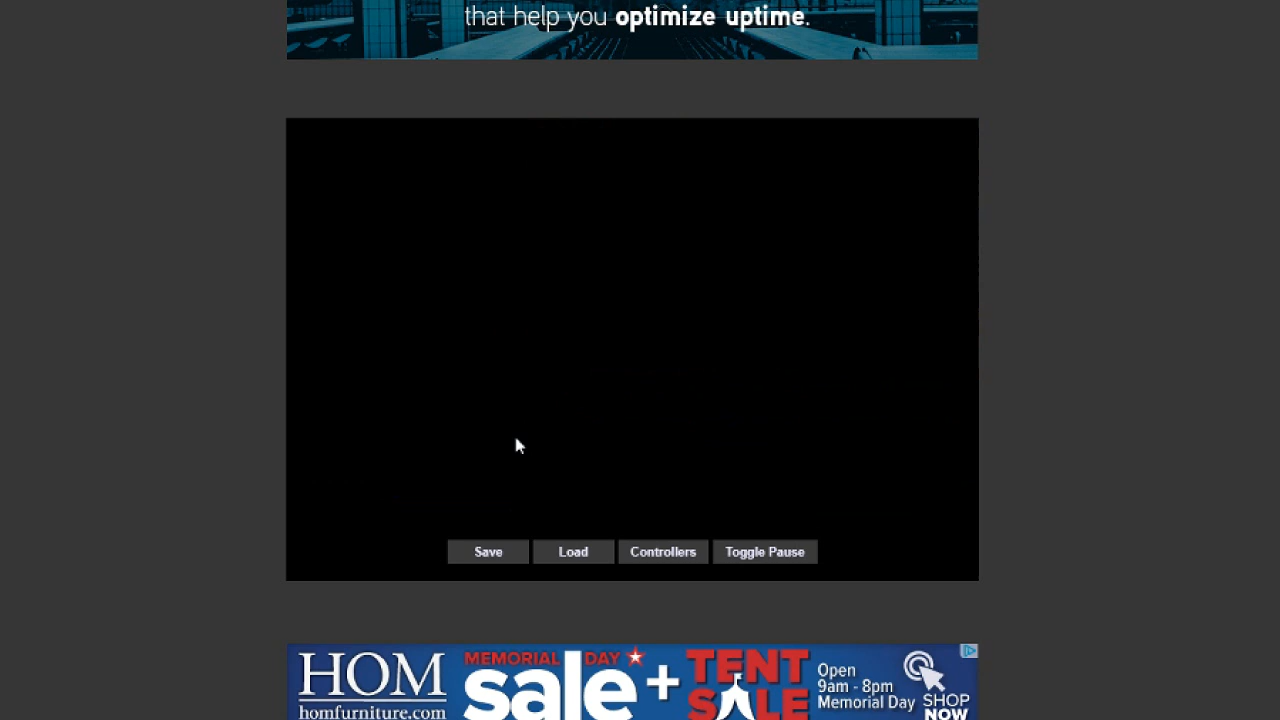 that help you optimize uptime.
Save Load Controllers Toggle Pause
HOM
homfurniture.com
MEMORIAL DAY
sale + TENT SALE
Open
9am - 8pm
Memorial Day
SHOP
NOW